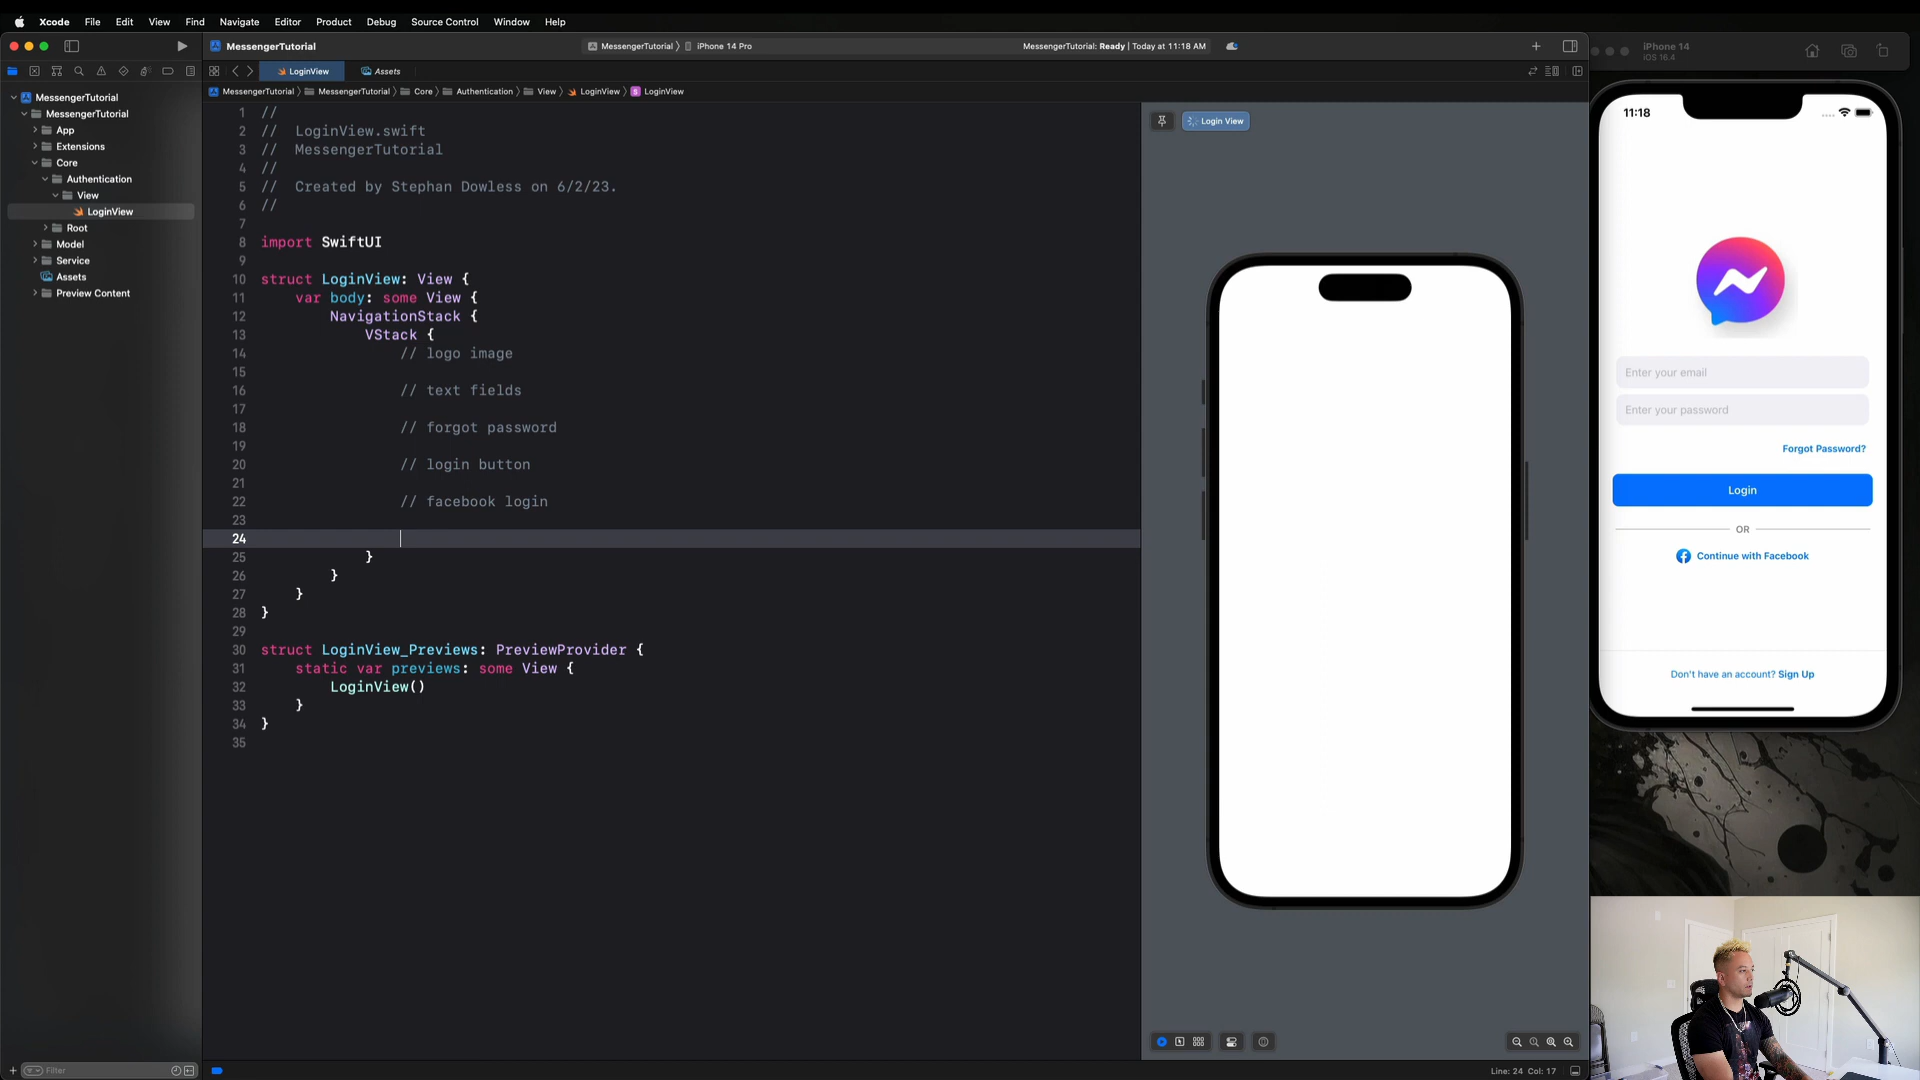 Xcode File Edit View Find Navigate Editor Product Debug Source Control Window Help
MessengerTutorial
MessengerTutorial 〉 iPhone 14 Pro
MessengerTutorial: Ready | Today at 11:18 AM
LoginView
Assets
MessengerTutorial 〉 MessengerTutorial 〉 Core 〉 Authentication 〉 View 〉 LoginView 〉 S LoginView
MessengerTutorial
MessengerTutorial
App
Extensions
Core
Authentication
View
LoginView
Root
Model
Service
Assets
Preview Content
Filter
1 //
2 //  LoginView.swift
3 //  MessengerTutorial
4 //
5 //  Created by Stephan Dowless on 6/2/23.
6 //
7
8 import SwiftUI
9
10 struct LoginView: View {
11     var body: some View {
12         NavigationStack {
13             VStack {
14                 // logo image
15
16                 // text fields
17
18                 // forgot password
19
20                 // login button
21
22                 // facebook login
23
24
25             }
26         }
27     }
28 }
29
30 struct LoginView_Previews: PreviewProvider {
31     static var previews: some View {
32         LoginView()
33     }
34 }
35
Login View
Line: 24 Col: 17
iPhone 14
iOS 16.4
11:18
Enter your email
Enter your password
Forgot Password?
Login
OR
Continue with Facebook
Don't have an account? Sign Up